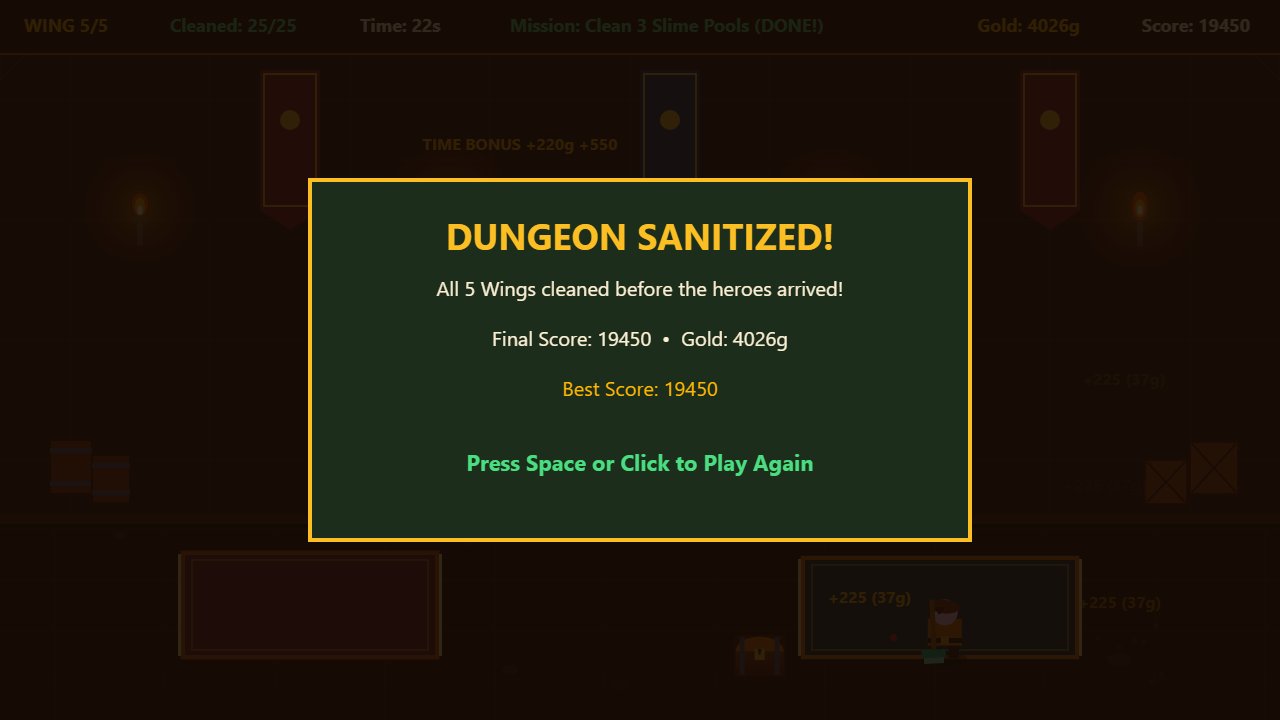 WING 5/5 Cleaned: 25/25 Time: 22s Mission: Clean 3 Slime Pools (DONE!) Gold: 4026g Score: 19450
TIME BONUS +220g +550
DUNGEON SANITIZED!
All 5 Wings cleaned before the heroes arrived!
Final Score: 19450 • Gold: 4026g
Best Score: 19450
+225 (37g)
Press Space or Click to Play Again
+225 (37g)
+225 (37g)